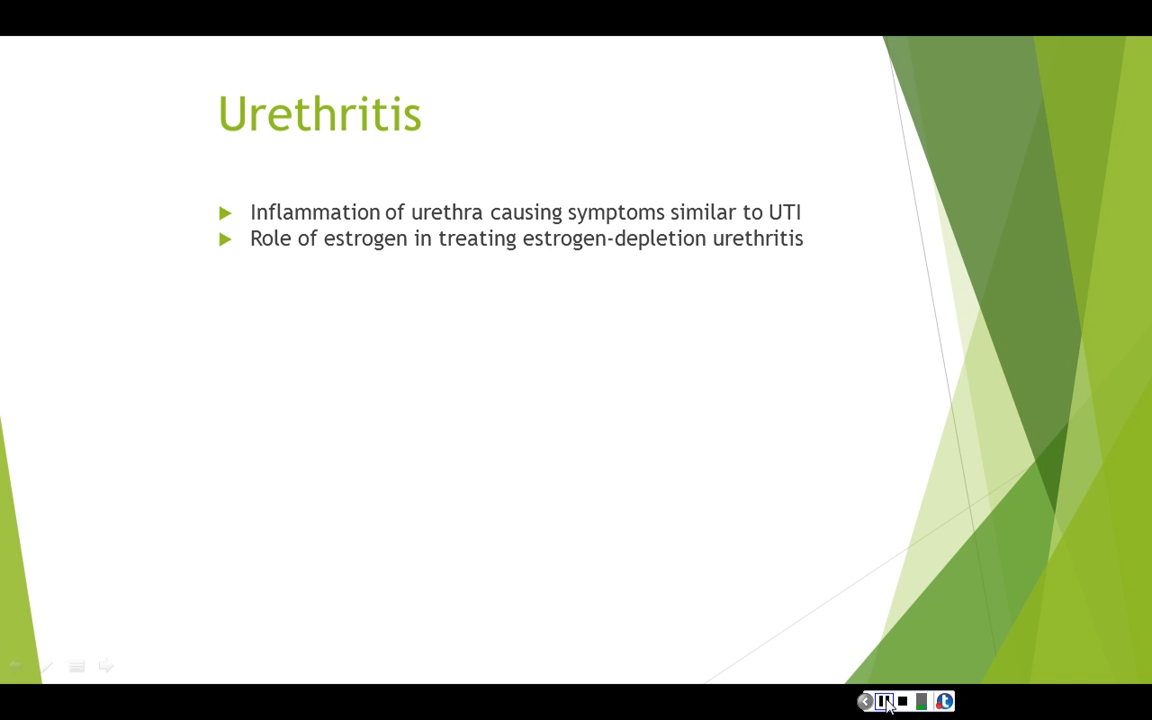 Urethritis
Inflammation of urethra causing symptoms similar to UTI
Role of estrogen in treating estrogen-depletion urethritis